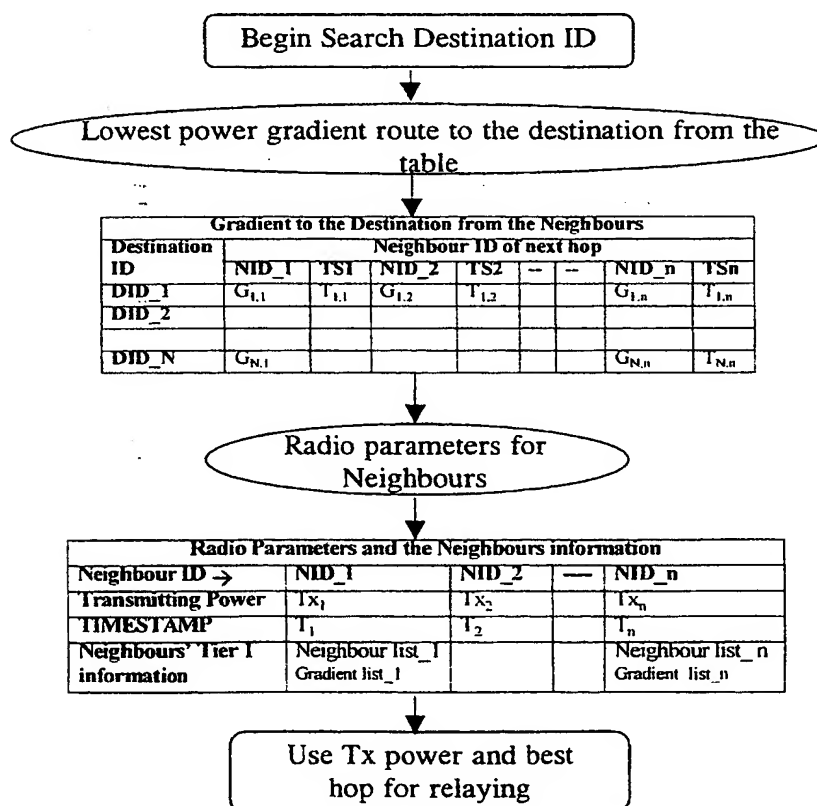 Begin Search Destination ID
Lowest power gradient route to the destination from the
table
Gradient to the Destination from the Neighbours
Destination ID Neighbour ID of next hop
NID_1 TS1 NID_2 TS2 -- -- NID_n TSn
DID_1 G1,1 T1,1 G1,2 T1,2 G1,n T1,n
DID_2
DID_N GN,1 GN,n TN,n
Radio parameters for
Neighbours
Radio Parameters and the Neighbours information
Neighbour ID → NID_1 NID_2 — NID_n
Transmitting Power Tx1 Tx2 Txn
TIMESTAMP T1 T2 Tn
Neighbours' Tier 1 Neighbour list_1 Neighbour list_n
information Gradient list_1 Gradient list_n
Use Tx power and best
hop for relaying